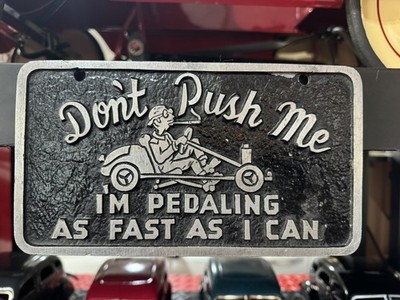 Don't Push Me
I'M PEDALING
AS FAST AS I CAN